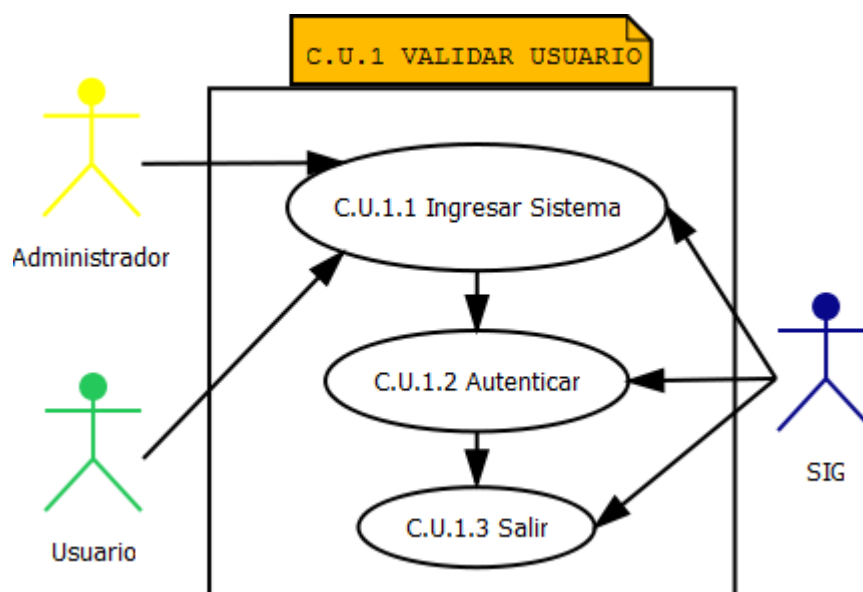 C.U.1 VALIDAR USUARIO
C.U.1.1 Ingresar Sistema
Administrador
C.U.1.2 Autenticar
SIG
C.U.1.3 Salir
Usuario